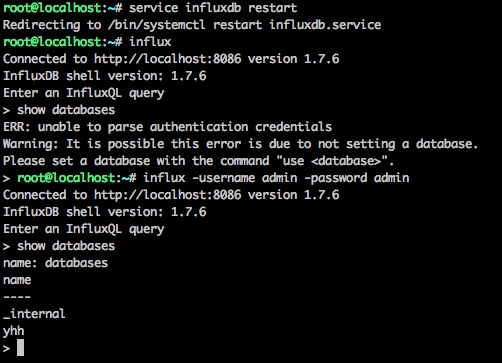 root@localhost:~# service influxdb restart
Redirecting to /bin/systemctl restart influxdb.service
root@localhost:~# influx
Connected to http://localhost:8086 version 1.7.6
InfluxDB shell version: 1.7.6
Enter an InfluxQL query
> show databases
ERR: unable to parse authentication credentials
Warning: It is possible this error is due to not setting a database.
Please set a database with the command "use <database>".
> root@localhost:~# influx -username admin -password admin
Connected to http://localhost:8086 version 1.7.6
InfluxDB shell version: 1.7.6
Enter an InfluxQL query
> show databases
name: databases
name
----
_internal
yhh
>